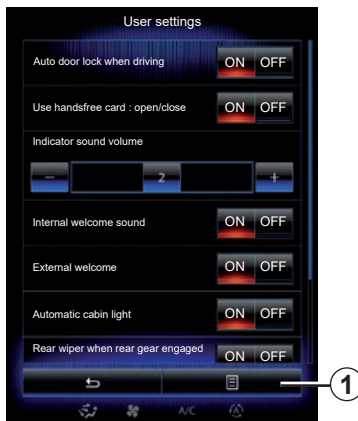 User settings
Auto door lock when driving ON OFF
Use handsfree card : open/close ON OFF
Indicator sound volume
− 2 +
Internal welcome sound ON OFF
External welcome ON OFF
Automatic cabin light ON OFF
Rear wiper when rear gear engaged ON OFF
1
A/C A